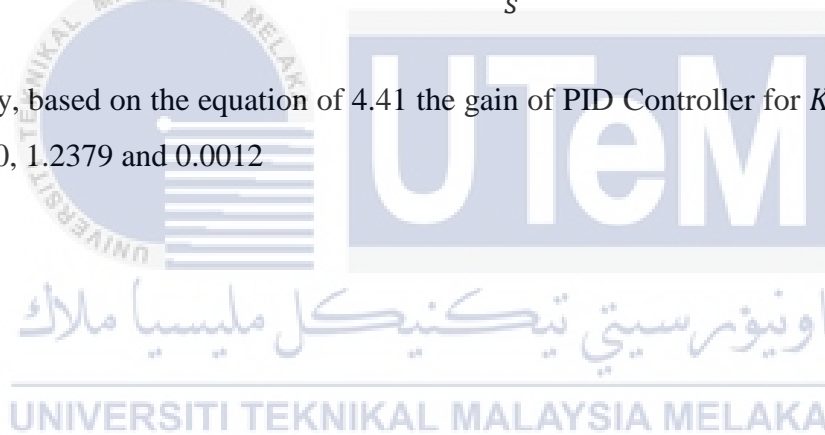 s
y, based on the equation of 4.41 the gain of PID Controller for K
0, 1.2379 and 0.0012
UTeM
اونيۏرسيتي تيکنيکل مليسيا ملاك
UNIVERSITI TEKNIKAL MALAYSIA MELAKA